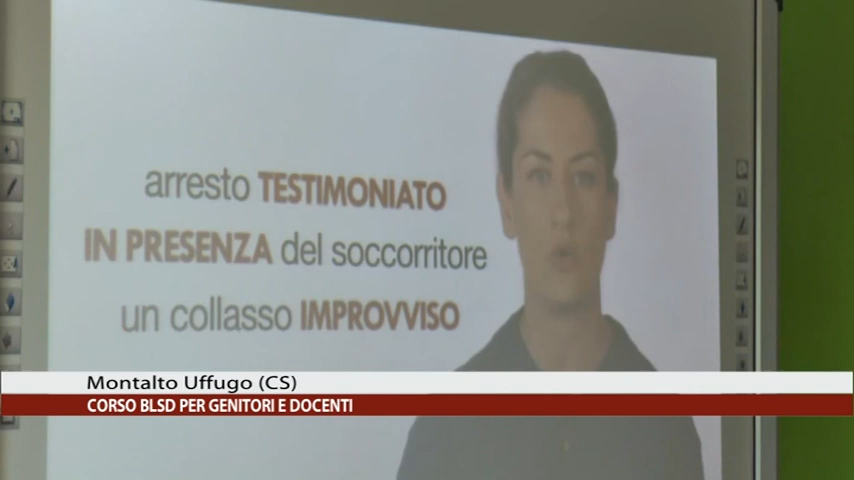 arresto TESTIMONIATO
IN PRESENZA del soccorritore
un collasso IMPROVVISO
Montalto Uffugo (CS)
CORSO BLSD PER GENITORI E DOCENTI